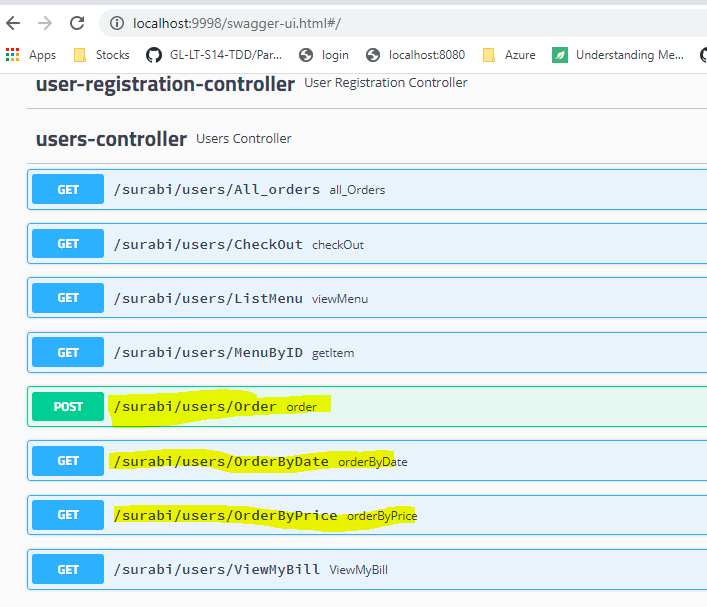 localhost:9998/swagger-ui.html#/
Apps Stocks GL-LT-S14-TDD/Par... login localhost:8080 Azure Understanding Me...
user-registration-controller User Registration Controller
users-controller Users Controller
GET /surabi/users/All_orders all_Orders
GET /surabi/users/CheckOut checkOut
GET /surabi/users/ListMenu viewMenu
GET /surabi/users/MenuByID getItem
POST /surabi/users/Order order
GET /surabi/users/OrderByDate orderByDate
GET /surabi/users/OrderByPrice orderByPrice
GET /surabi/users/ViewMyBill ViewMyBill